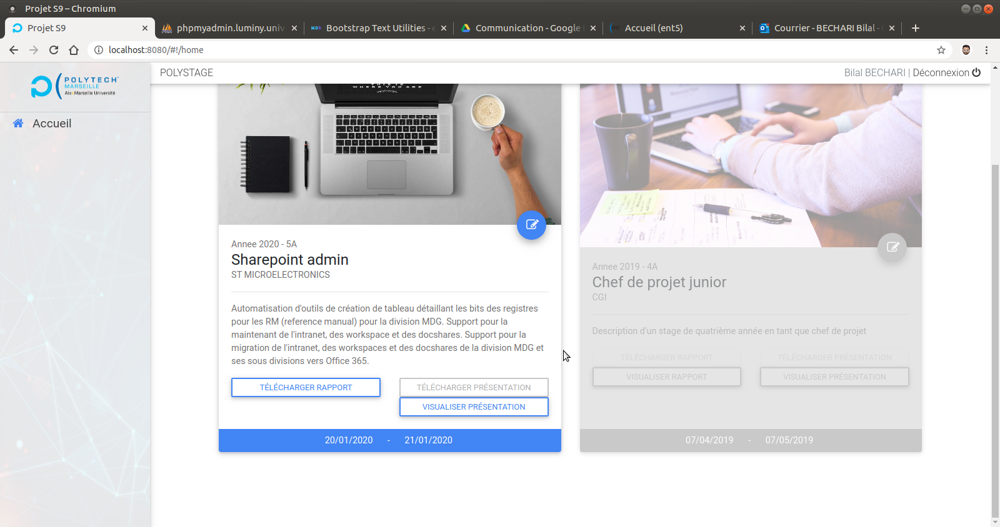 Projet S9 – Chromium
Projet S9
phpmyadmin.luminy.univ
MDB
Bootstrap Text Utilities - e
Communication - Google
Accueil (ent5)
Courrier - BECHARI Bilal -
localhost:8080/#!/home
POLYTECH
MARSEILLE
Aix Marseille Université
POLYSTAGE
Bilal BECHARI | Déconnexion
Accueil
THIS IS
WHERE YOU ARE
Annee 2020 - 5A
Sharepoint admin
ST MICROELECTRONICS
Automatisation d'outils de création de tableau détaillant les bits des registres
pour les RM (reference manual) pour la division MDG. Support pour la
maintenant de l'intranet, des workspace et des docshares. Support pour la
migration de l'intranet, des workspaces et des docshares de la division MDG et
ses sous divisions vers Office 365.
TÉLÉCHARGER RAPPORT
TÉLÉCHARGER PRÉSENTATION
VISUALISER PRÉSENTATION
20/01/2020 - 21/01/2020
Annee 2019 - 4A
Chef de projet junior
CGI
Description d'un stage de quatrième année en tant que chef de projet
TÉLÉCHARGER RAPPORT
TÉLÉCHARGER PRÉSENTATION
VISUALISER RAPPORT
VISUALISER PRÉSENTATION
07/04/2019 - 07/05/2019